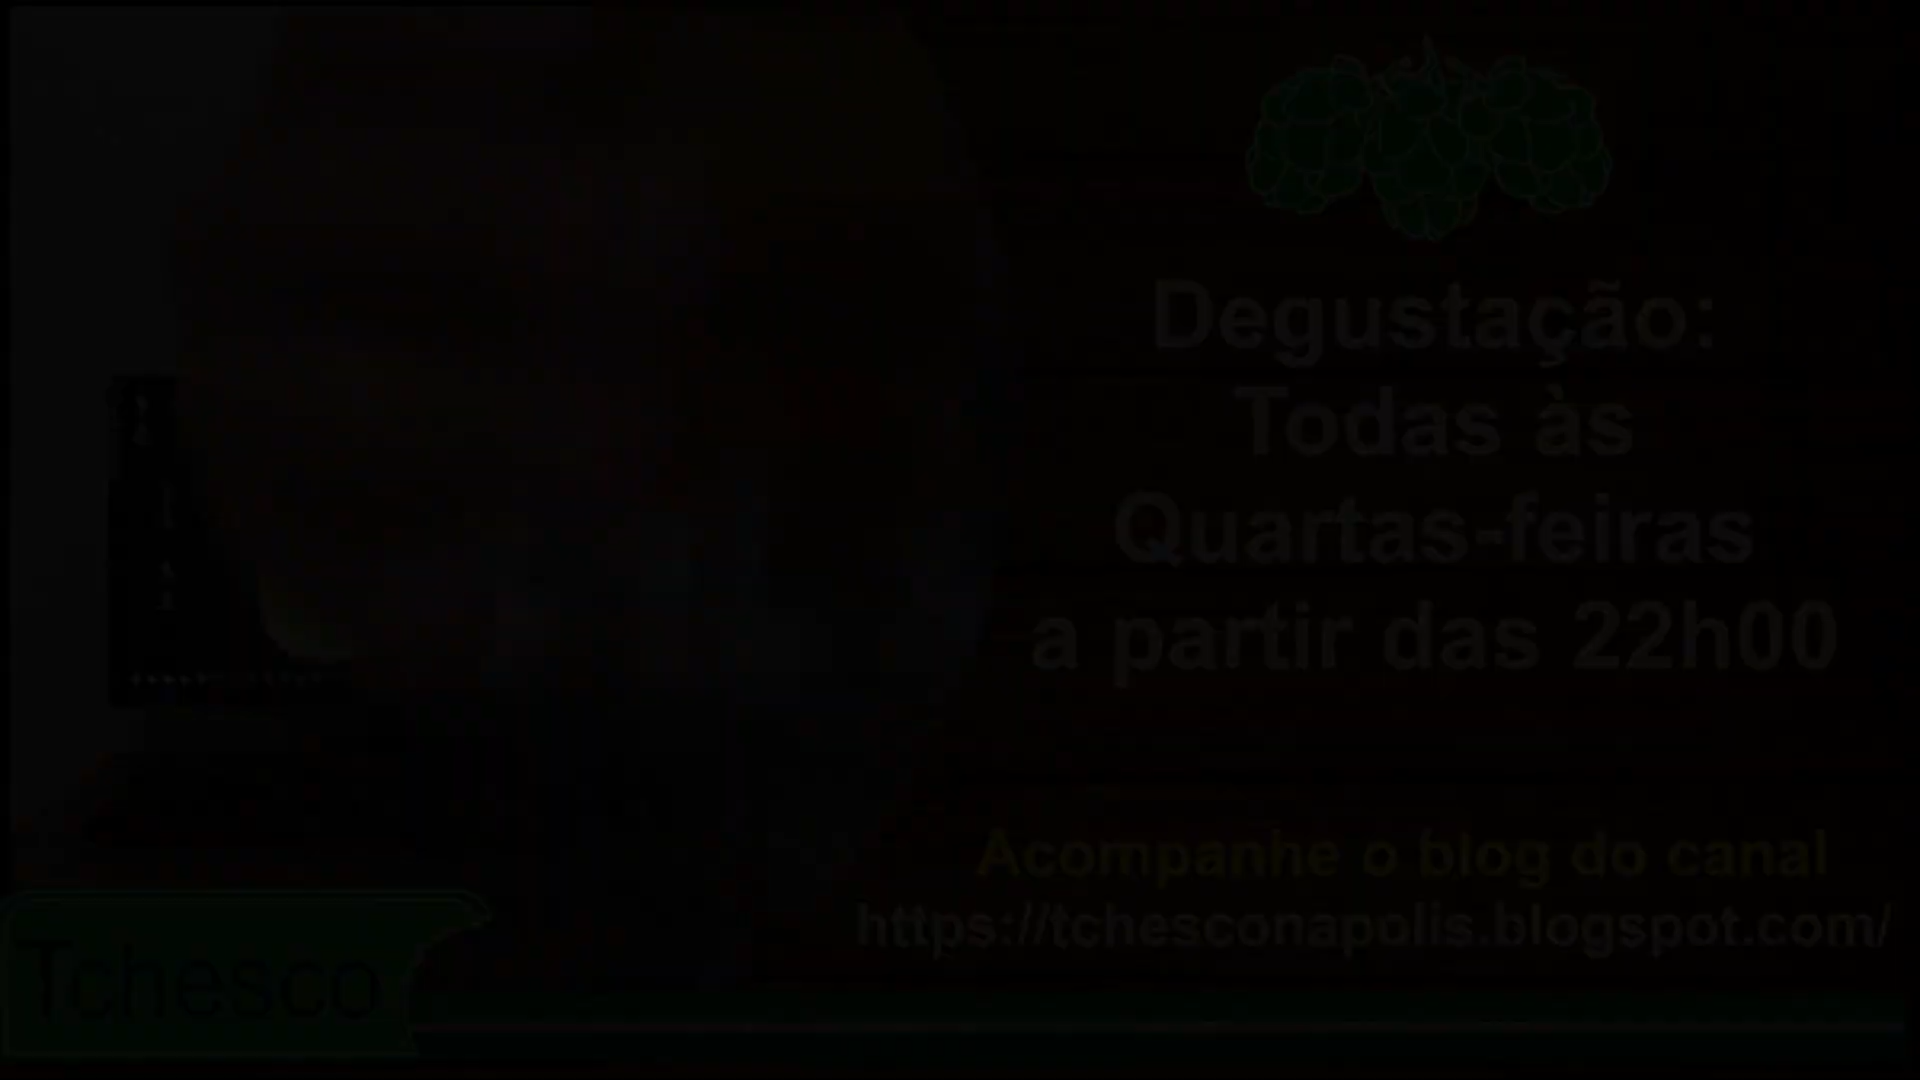 Degustação:
Todas às
Quartas-feiras
a partir das 22h00
Acompanhe o blog do canal
https://tchesconapolis.blogspot.com/
Tchesco